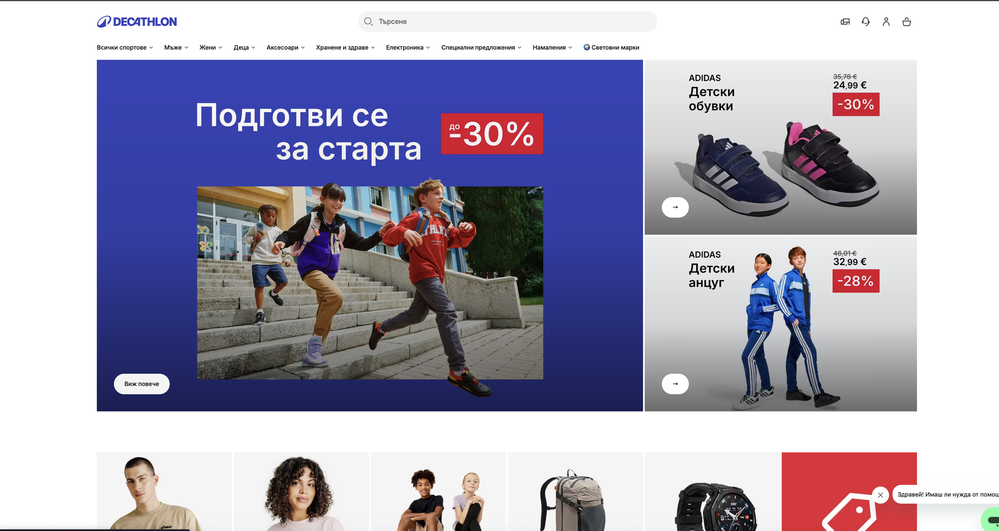 DECATHLON
Търсене
Всички спортове
Мъже
Жени
Деца
Аксесоари
Хранене и здраве
Електроника
Специални предложения
Намаления
Световни марки
Подготви се
за старта
до
-30%
Виж повече
ADIDAS
Детски
обувки
35,78 €
24,99 €
-30%
ADIDAS
Детски
анцуг
46,01 €
32,99 €
-28%
Здравей! Имаш ли нужда от помощ